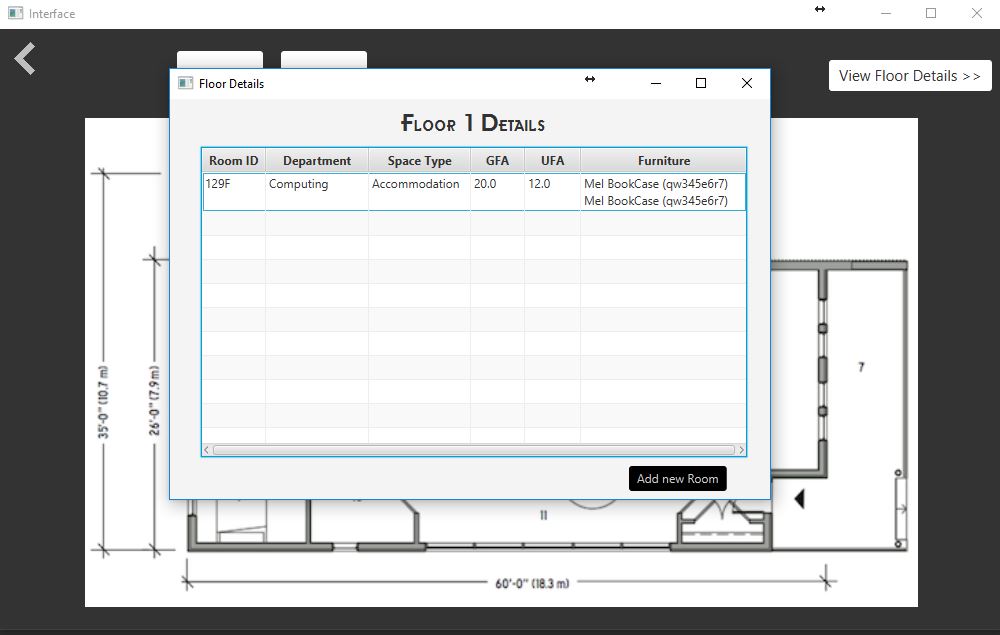 Interface
View Floor Details >>
Floor Details
Floor 1 Details
Room ID Department Space Type GFA UFA Furniture
129F Computing Accommodation 20.0 12.0 Mel BookCase (qw345e6r7)
Mel BookCase (qw345e6r7)
Add new Room
35'-0" (10.7 m)
26'-0" (7.9 m)
7
11
60'-0" (18.3 m)